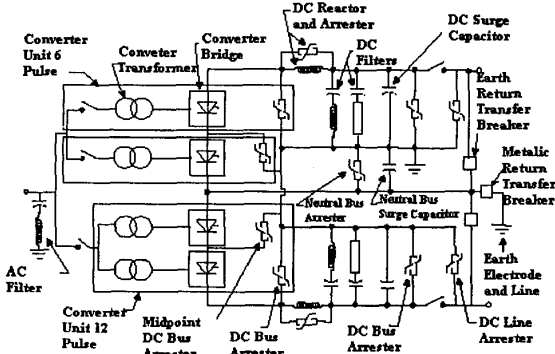 DC Reactor
and Arrester
Converter
Bridge
DC Surge
Capacitor
Converter
Unit 6
Pulse
Conveter
Transformer
DC
Filters
Earth
Return
Transfer
Breaker
Metalic
Return
Transfer
Breaker
Neutral Bus
Arrester
Neutral Bus
Surge Capacitor
AC
Filter
Earth
Electrode
and Line
Converter
Unit 12
Pulse
Midpoint
DC Bus
Arrester
DC Bus
Arrester
DC Bus
Arrester
DC Line
Arrester